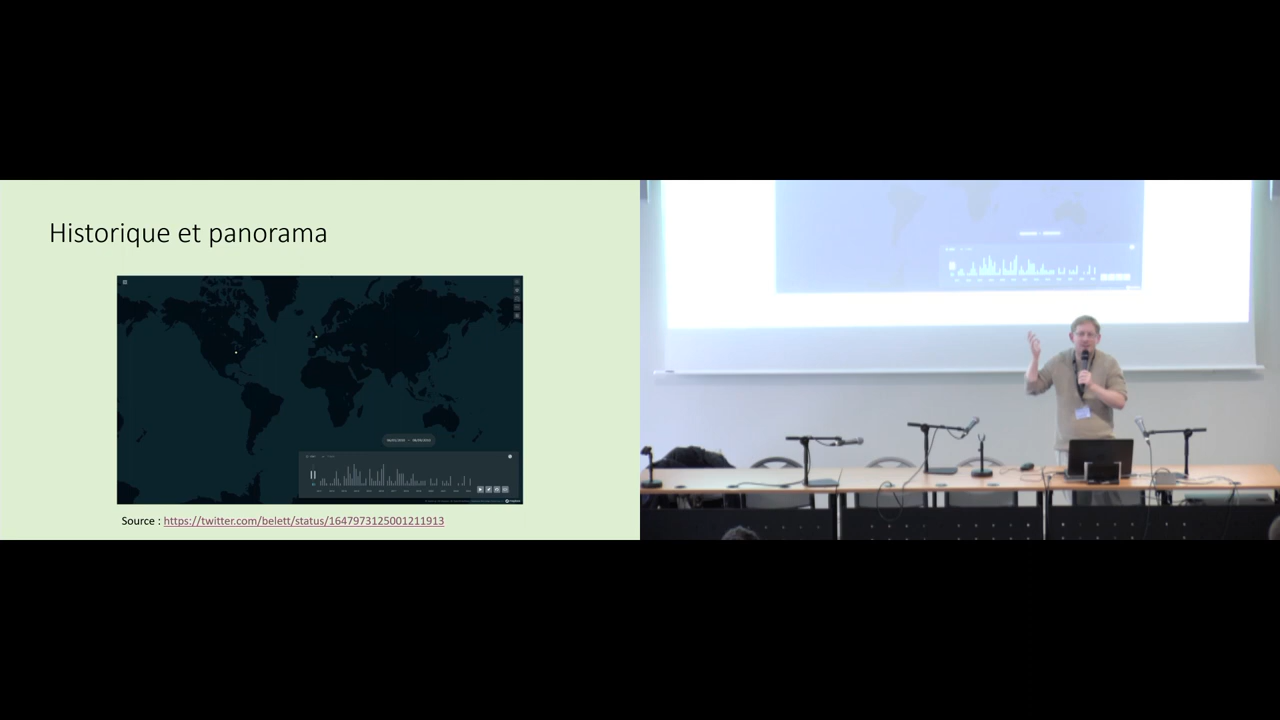 Historique et panorama
Source : https://twitter.com/belett/status/1647973125001211913